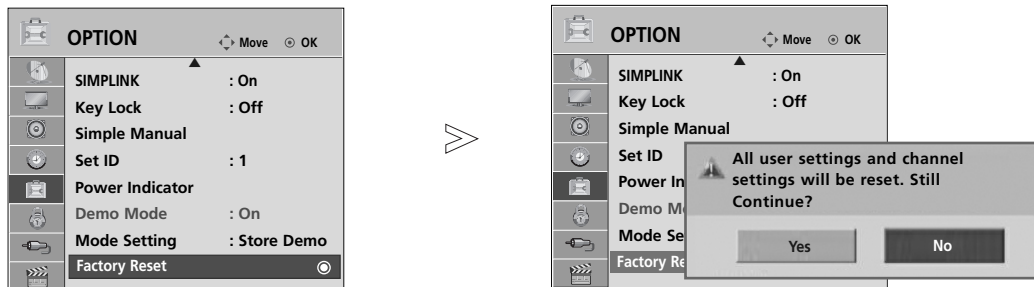 OPTION Move OK
SIMPLINK : On
Key Lock : Off
Simple Manual
Set ID : 1
Power Indicator
Demo Mode : On
Mode Setting : Store Demo
Factory Reset
OPTION Move OK
SIMPLINK : On
Key Lock : Off
Simple Manual
Set ID
Power In
Demo M
Mode Se
Factory Re
All user settings and channel
settings will be reset. Still
Continue?
Yes No